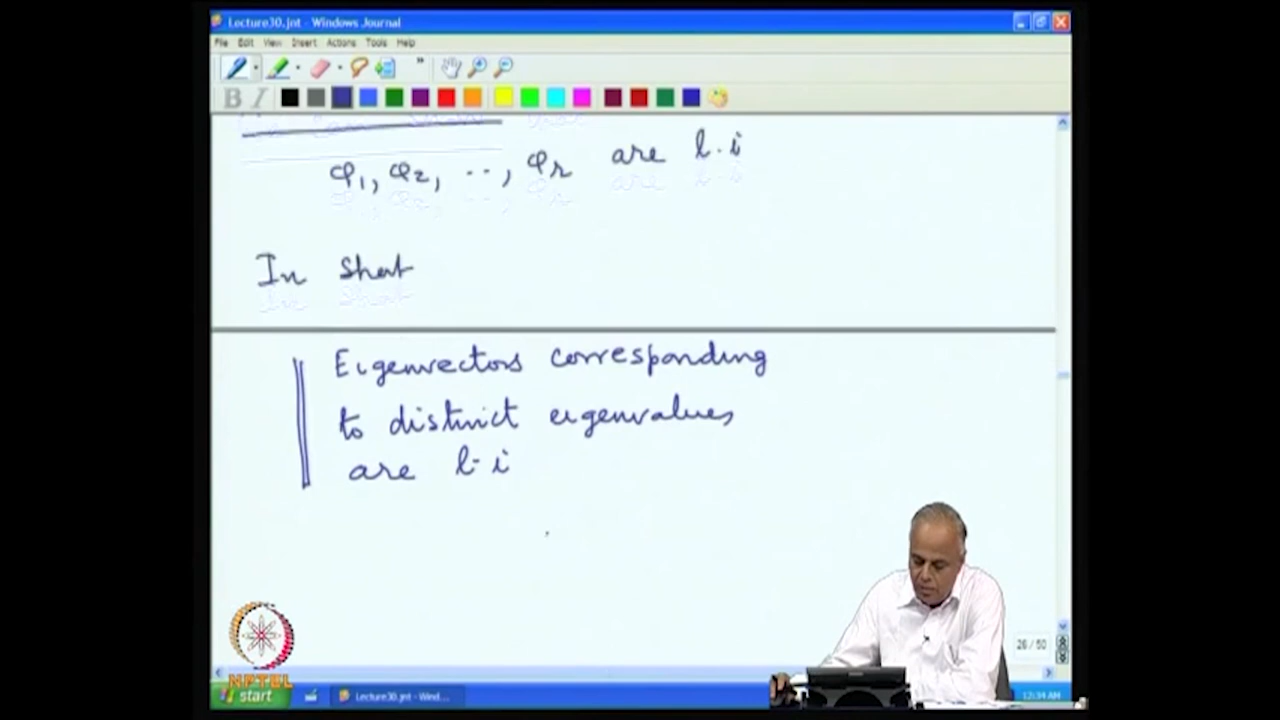 Lecture30.jnt - Windows Journal
File Edit View Insert Actions Tools Help
B I
φ1, φ2, .., φr are l.i
In Short
Eigenvectors corresponding
to distinct eigenvalues
are l.i
26 / 50
NPTEL
start Lecture30.jnt - Wind... 12:34 AM